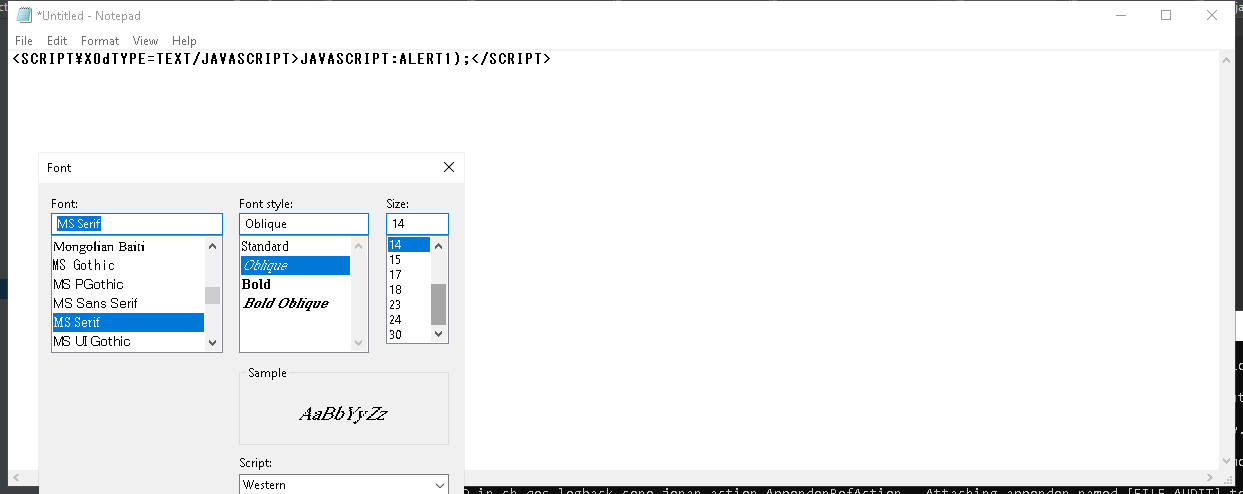 *Untitled - Notepad
File Edit Format View Help
<SCRIPT¥X0dTYPE=TEXT/JAVASCRIPT>JAVASCRIPT:ALERT1);</SCRIPT>
Font
Font: Font style: Size:
MS Serif Oblique 14
Mongolian Baiti Standard 14
MS Gothic Oblique 15
MS PGothic Bold 17
MS Sans Serif Bold Oblique 18
MS Serif 23
MS UI Gothic 24
30
Sample
AaBbYyZz
Script:
Western
in ch.qos.logback.core.joran.action.AppenderRefAction - Attaching appender named [FILE_AUDIT] t